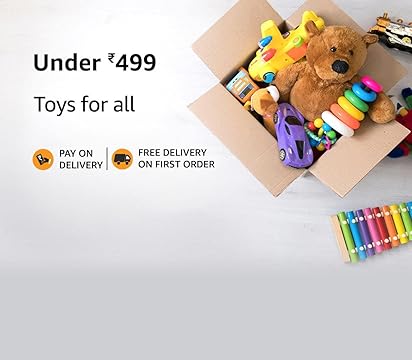 Under ₹499
Toys for all
PAY ON
DELIVERY
FREE DELIVERY
ON FIRST ORDER